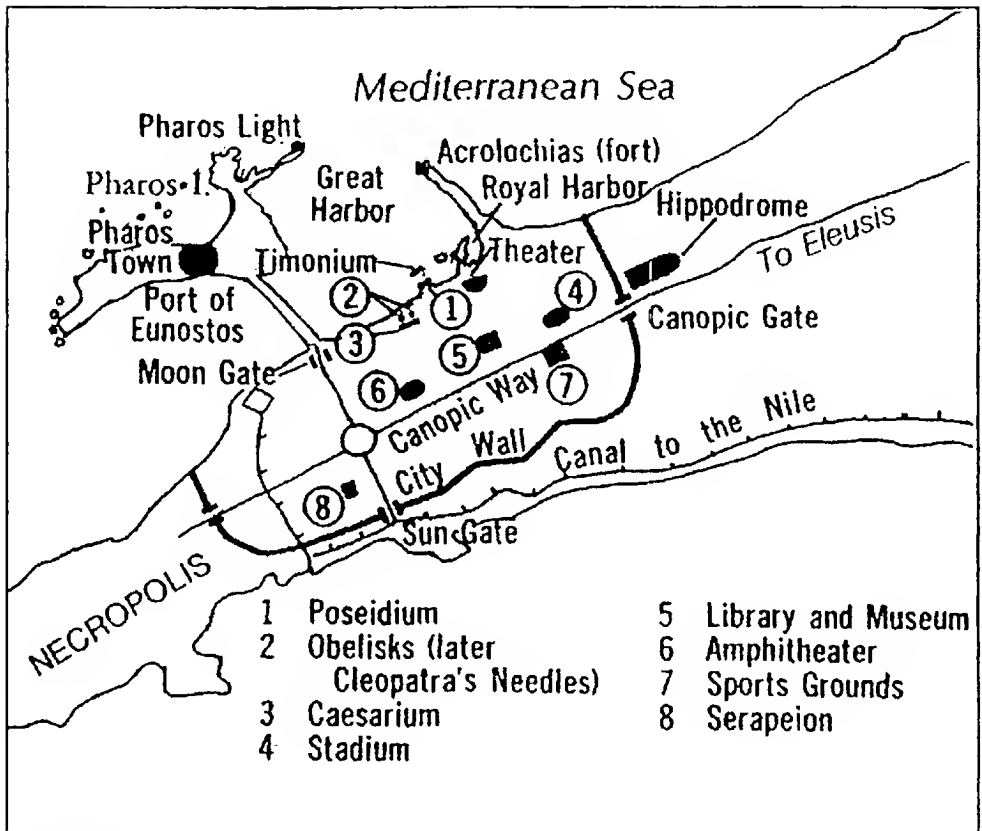 Mediterranean Sea
Pharos Light
Acrolochias (fort)
Pharos·I.
Great
Harbor
Royal Harbor
Hippodrome
Pharos
Town
Timonium
Theater
To Eleusis
Port of
Eunostos
2
1
4
3
Canopic Gate
Moon Gate
5
6
7
Canopic Way
City Wall
Canal to the Nile
8
Sun Gate
NECROPOLIS
1 Poseidium
2 Obelisks (later
Cleopatra's Needles)
3 Caesarium
4 Stadium
5 Library and Museum
6 Amphitheater
7 Sports Grounds
8 Serapeion